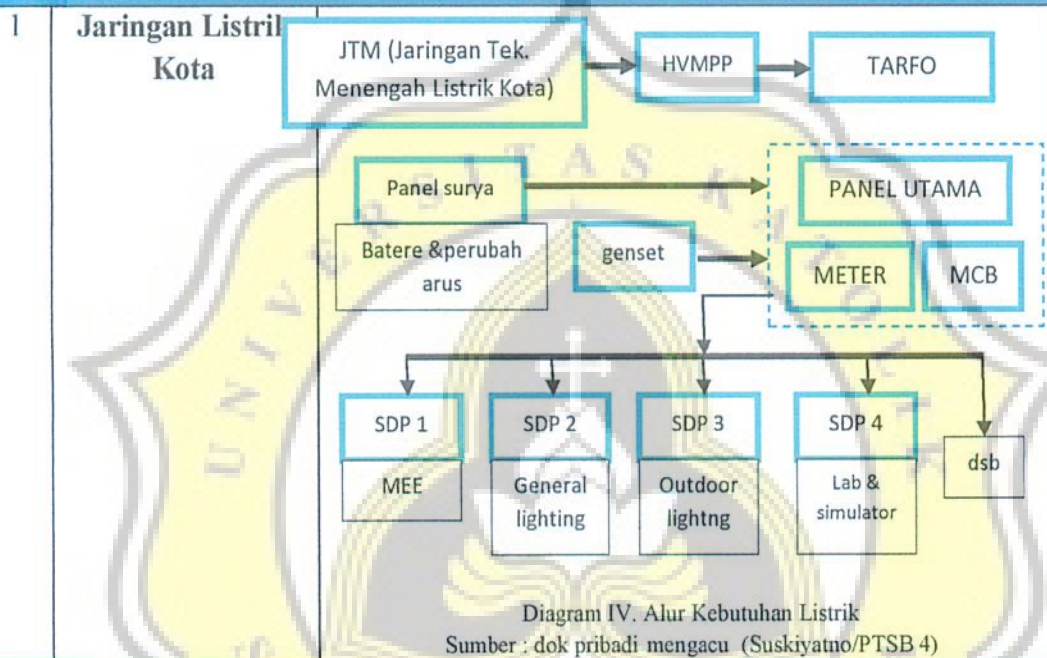 1
Jaringan Listrik
Kota
JTM (Jaringan Tek.
Menengah Listrik Kota)
HVMPP
TARFO
Panel surya
Batere &perubah
arus
genset
PANEL UTAMA
METER
MCB
SDP 1
SDP 2
SDP 3
SDP 4
dsb
MEE
General
lighting
Outdoor
lightng
Lab &
simulator
UNIVERSITAS KATOLIK
Diagram IV. Alur Kebutuhan Listrik
Sumber : dok pribadi mengacu (Suskiyatno/PTSB 4)